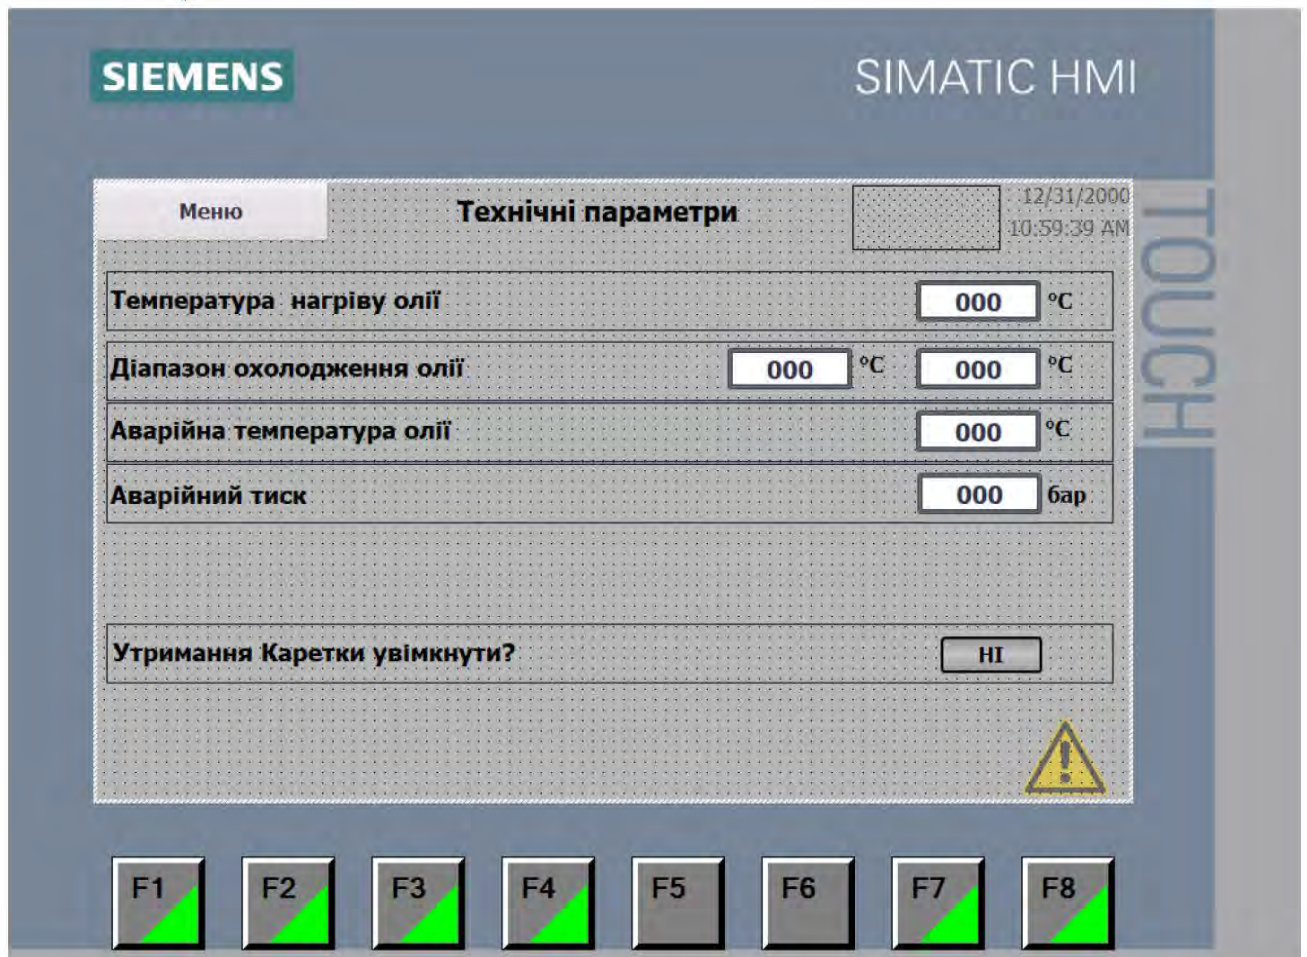 SIEMENS
SIMATIC HMI
TOUCH
Меню
Технічні параметри
12/31/2000
10:59:39 AM
Температура нагріву олії 000 °C
Діапазон охолодження олії 000 °C 000 °C
Аварійна температура олії 000 °C
Аварійний тиск 000 бар
Утримання Каретки увімкнути? НІ
F1 F2 F3 F4 F5 F6 F7 F8